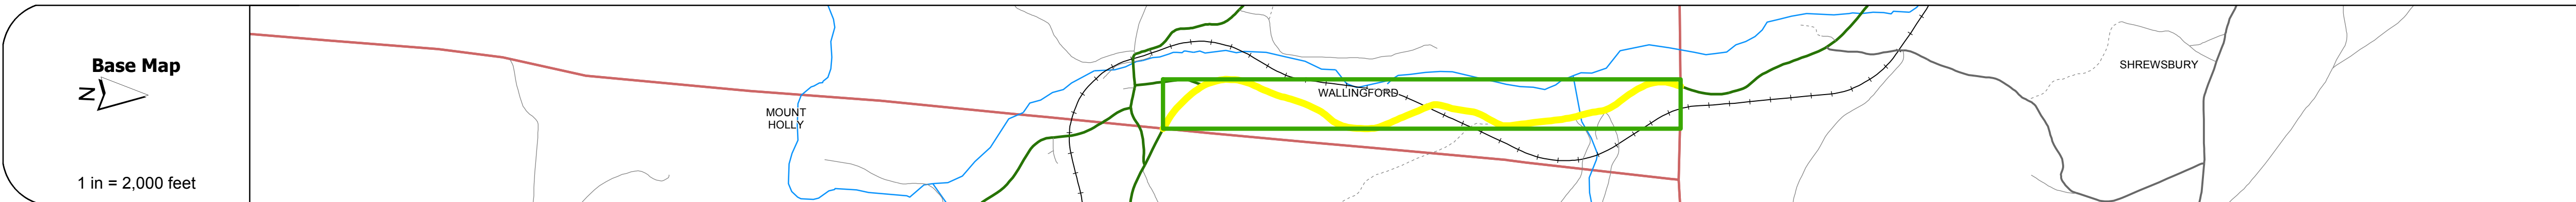 Base Map
N
1 in = 2,000 feet
MOUNT
HOLLY
WALLINGFORD
SHREWSBURY